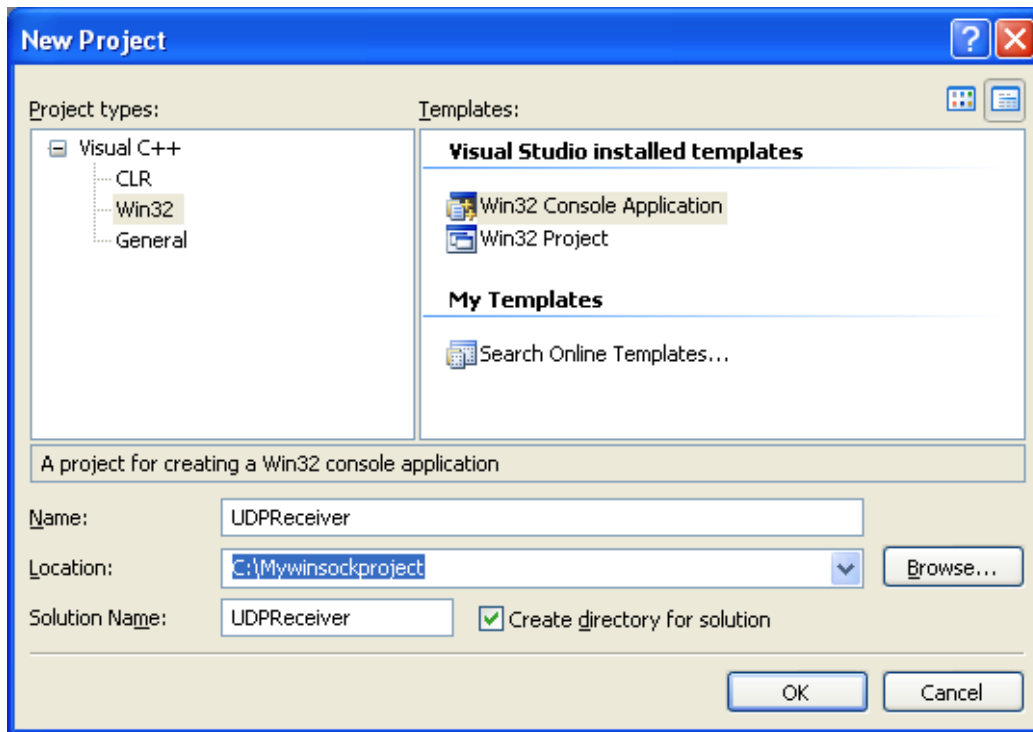 New Project
Project types:
Templates:
Visual C++
CLR
Win32
General
Visual Studio installed templates
Win32 Console Application
Win32 Project
My Templates
Search Online Templates...
A project for creating a Win32 console application
Name:
UDPReceiver
Location:
C:\Mywinsockproject
Browse...
Solution Name:
UDPReceiver
Create directory for solution
OK
Cancel